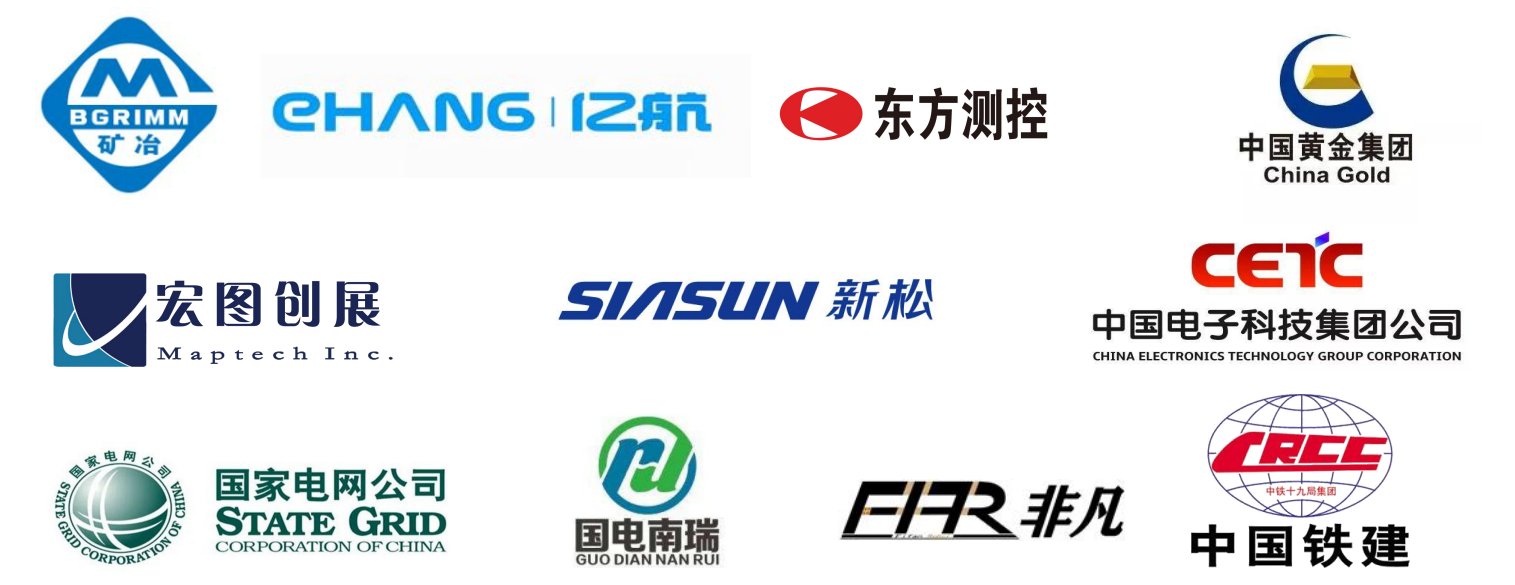 M
BGRIMM
矿冶
EHANG | 亿航
东方测控
中国黄金集团
China Gold
宏图创展
Maptech Inc.
SIASUN 新松
CETC
中国电子科技集团公司
CHINA ELECTRONICS TECHNOLOGY GROUP CORPORATION
国家电网公司
STATE GRID CORPORATION OF CHINA
国家电网公司
STATE GRID
CORPORATION OF CHINA
国电南瑞
GUO DIAN NAN RUI
非凡
CRCC
中铁十九局集团
中国铁建